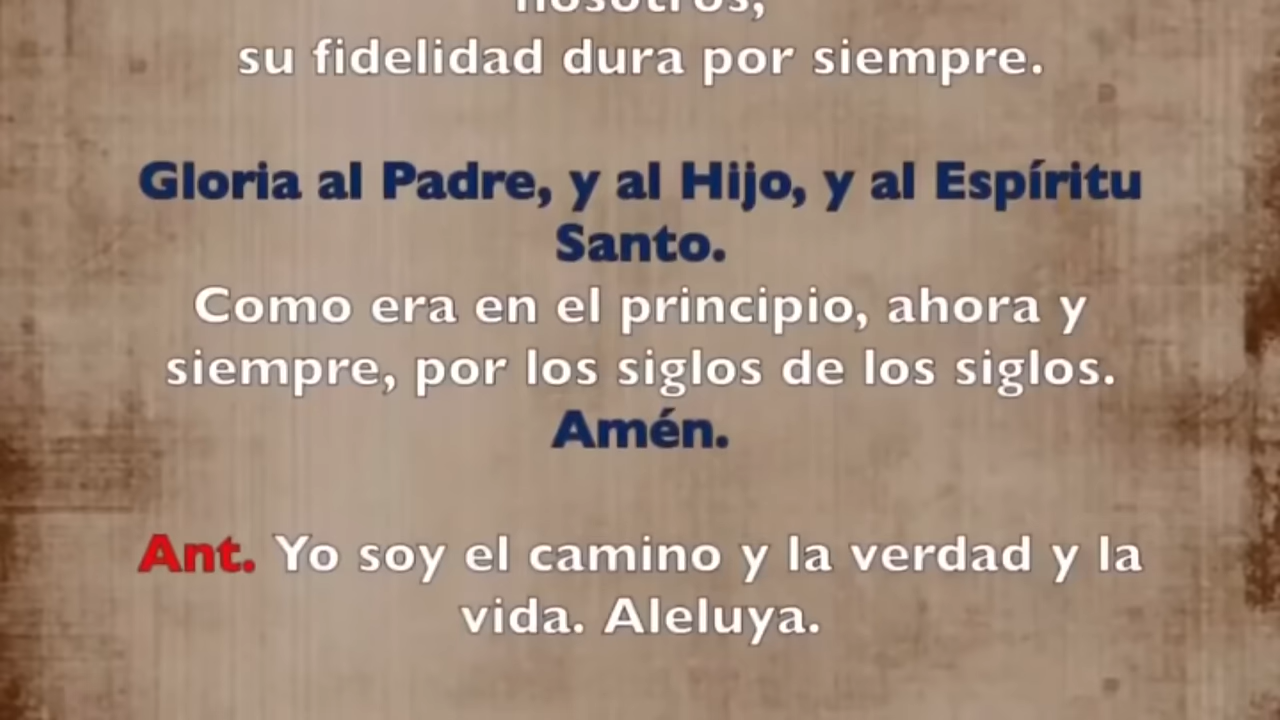 nosotros,
su fidelidad dura por siempre.
Gloria al Padre, y al Hijo, y al Espíritu
Santo.
Como era en el principio, ahora y
siempre, por los siglos de los siglos.
Amén.
Ant. Yo soy el camino y la verdad y la
vida. Aleluya.